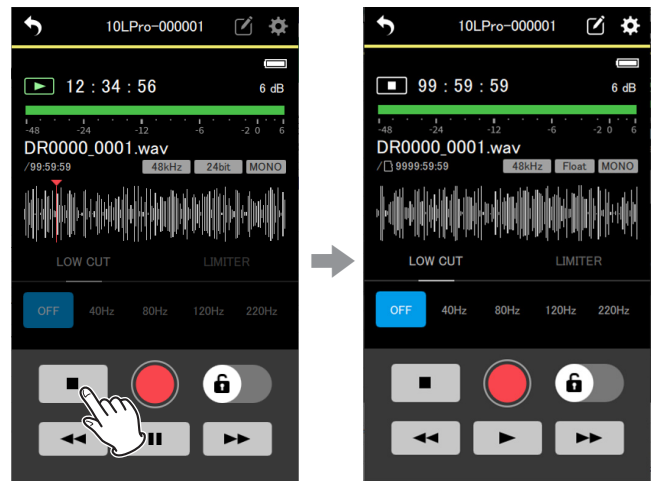 10LPro-000001
12 : 34 : 56
6 dB
-48 -24 -12 -6 -2 0 6
DR0000_0001.wav
/99:59:59 48kHz 24bit MONO
LOW CUT LIMITER
OFF 40Hz 80Hz 120Hz 220Hz
10LPro-000001
99 : 59 : 59
6 dB
-48 -24 -12 -6 -2 0 6
DR0000_0001.wav
/9999:59:59 48kHz Float MONO
LOW CUT LIMITER
OFF 40Hz 80Hz 120Hz 220Hz